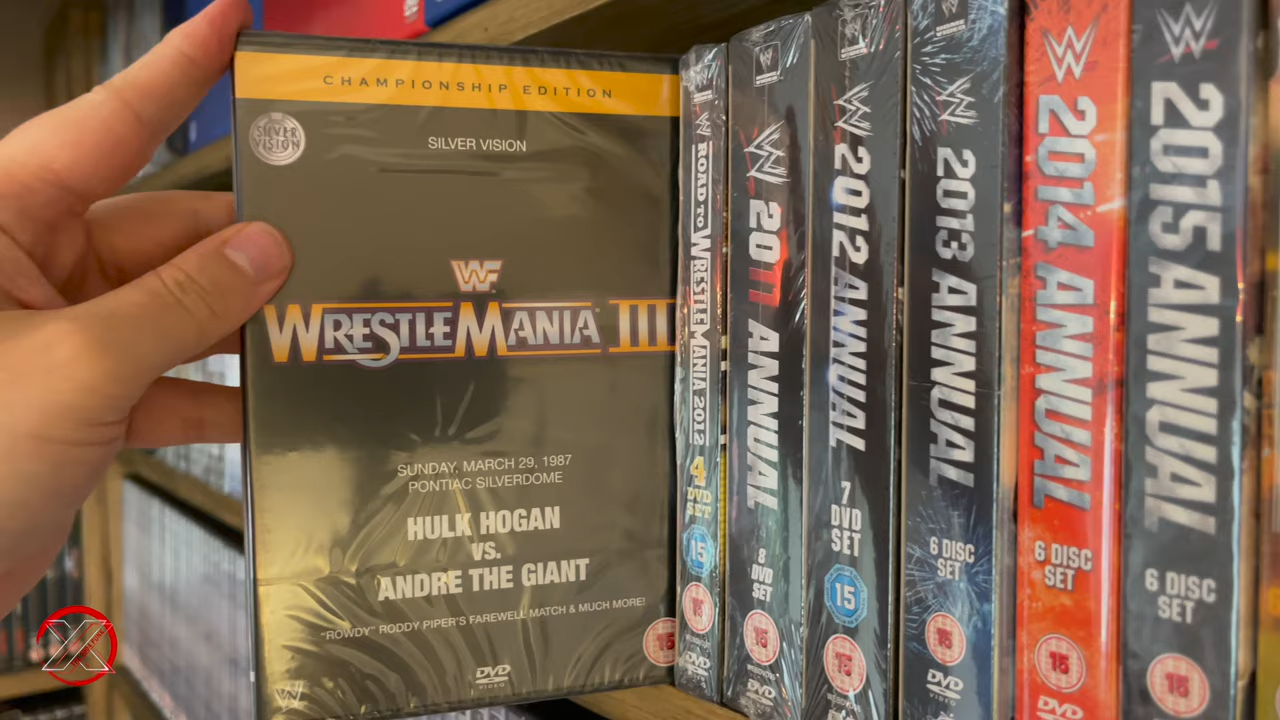 CHAMPIONSHIP EDITION
SILVER VISION
SILVER VISION
WF
WRESTLEMANIA III
SUNDAY, MARCH 29, 1987
PONTIAC SILVERDOME
HULK HOGAN
VS.
ANDRE THE GIANT
"ROWDY" RODDY PIPER'S FAREWELL MATCH & MUCH MORE!
15
DVD
VIDEO
W
W ROAD TO WRESTLEMANIA 2012
4
DVD
SET
15
15
DVD
W 2011 ANNUAL
8
DVD
SET
15
DVD
W 2012 ANNUAL
7
DVD
SET
15
15
W 2013 ANNUAL
6 DISC
SET
15
DVD
VIDEO
W 2014 ANNUAL
6 DISC
SET
15
DVD
W 2015 ANNUAL
6 DISC
SET
15
X